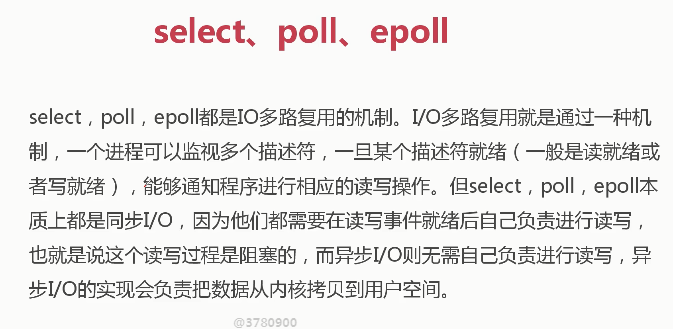 select、poll、epoll
select，poll，epoll都是IO多路复用的机制。I/O多路复用就是通过一种机
制，一个进程可以监视多个描述符，一旦某个描述符就绪（一般是读就绪或
者写就绪），能够通知程序进行相应的读写操作。但select，poll，epoll本
质上都是同步I/O，因为他们都需要在读写事件就绪后自己负责进行读写，
也就是说这个读写过程是阻塞的，而异步I/O则无需自己负责进行读写，异
步I/O的实现会负责把数据从内核拷贝到用户空间。
@3780900